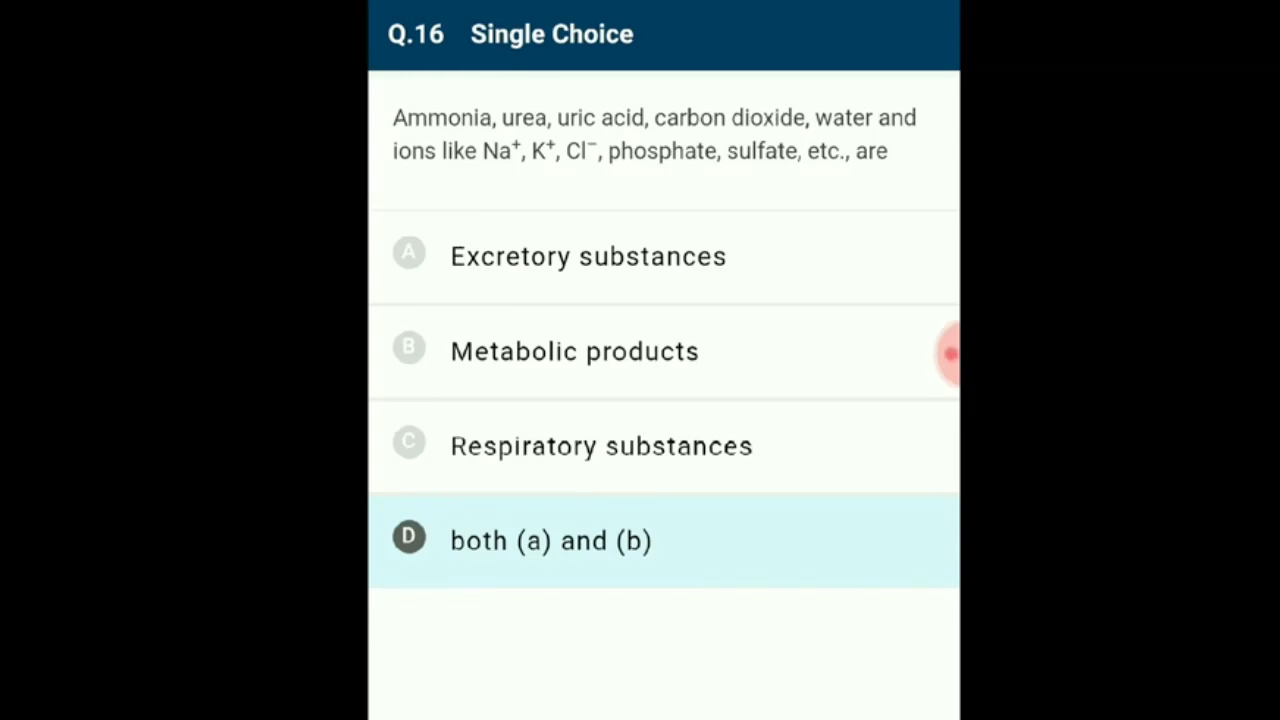 Q.16 Single Choice
Ammonia, urea, uric acid, carbon dioxide, water and
ions like Na⁺, K⁺, Cl⁻, phosphate, sulfate, etc., are
A Excretory substances
B Metabolic products
C Respiratory substances
D both (a) and (b)